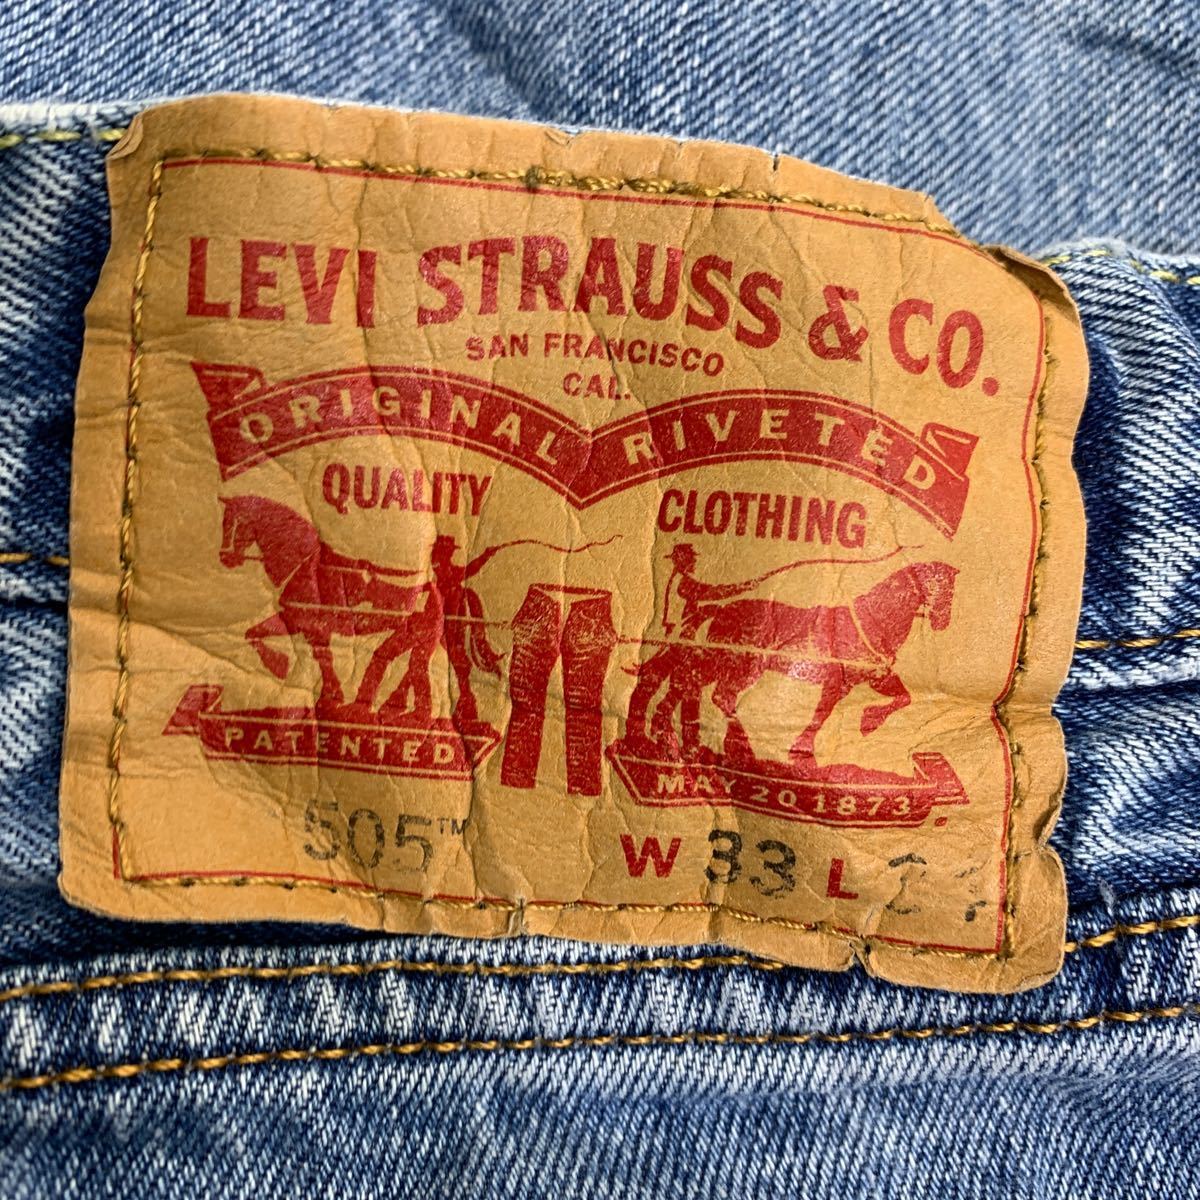 LEVI STRAUSS & CO.
SAN FRANCISCO
CAL.
ORIGINAL RIVETED
QUALITY CLOTHING
PATENTED MAY 20 1873
505™ W 33 L